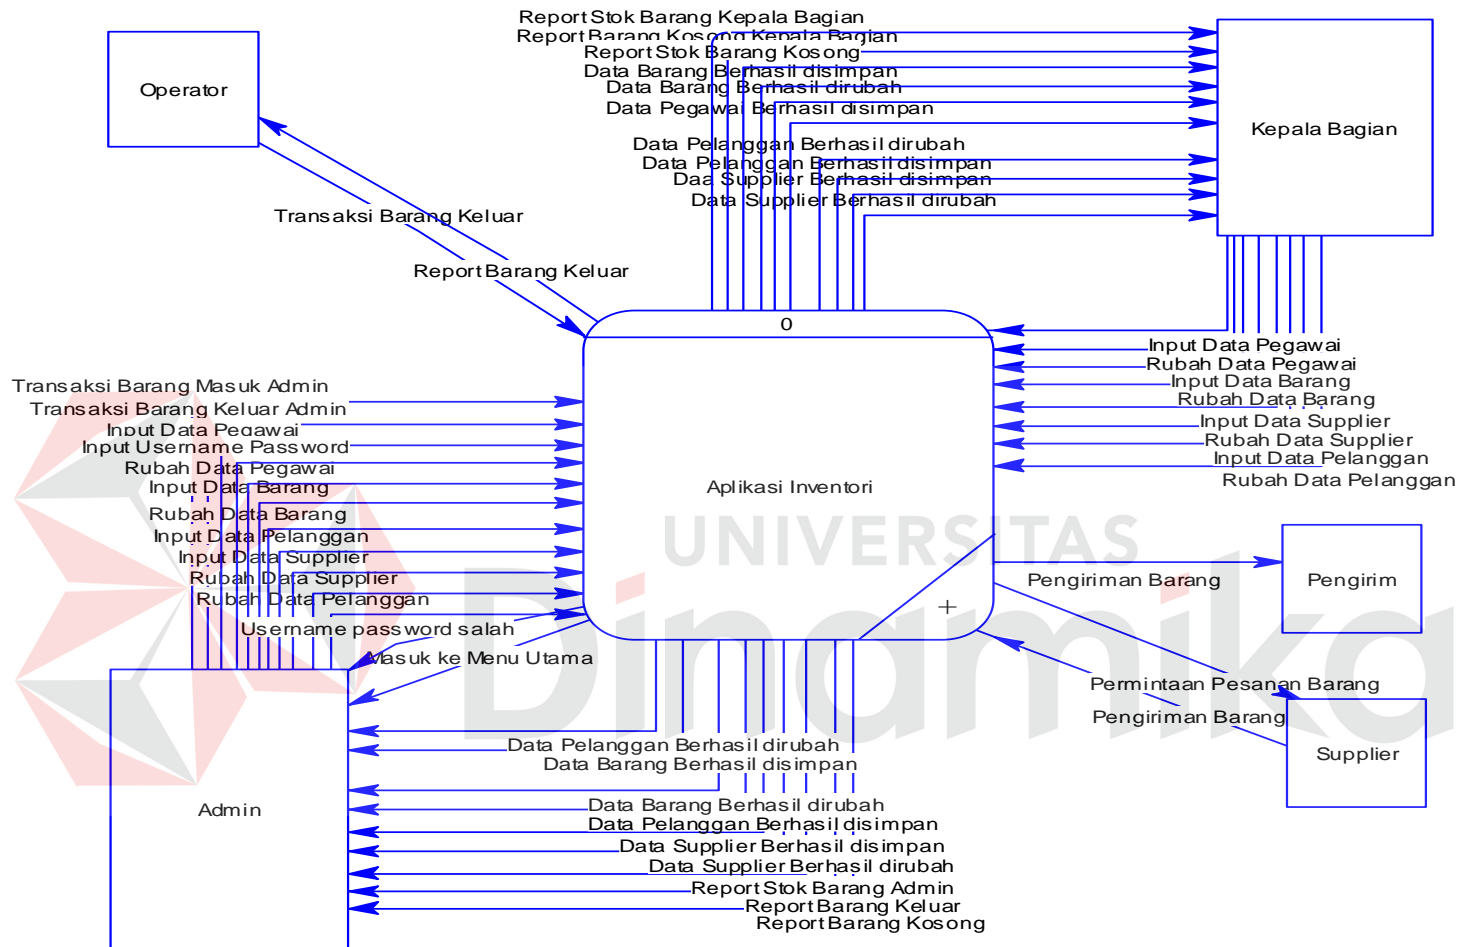 Report Stok Barang Kepala Bagian
Report Barang Kosong Kepala Bagian
Report Stok Barang Kosong
Data Barang Berhasil disimpan
Data Barang Berhasil dirubah
Data Pegawai Berhasil disimpan
Data Pelanggan Berhasil dirubah
Data Pelanggan Berhasil disimpan
Daa Supplier Berhasil disimpan
Data Supplier Berhasil dirubah
Operator
Kepala Bagian
Transaksi Barang Keluar
Report Barang Keluar
0
Aplikasi Inventori
Input Data Pegawai
Rubah Data Pegawai
Input Data Barang
Rubah Data Barang
Input Data Supplier
Rubah Data Supplier
Input Data Pelanggan
Rubah Data Pelanggan
Transaksi Barang Masuk Admin
Transaksi Barang Keluar Admin
Input Data Pegawai
Input Username Password
Rubah Data Pegawai
Input Data Barang
Rubah Data Barang
Input Data Pelanggan
Input Data Supplier
Rubah Data Supplier
Rubah Data Pelanggan
Username password salah
Masuk ke Menu Utama
UNIVERSITAS
Dinamika
Pengiriman Barang
Pengirim
+
Permintaan Pesanan Barang
Pengiriman Barang
Supplier
Admin
Data Pelanggan Berhasil dirubah
Data Barang Berhasil disimpan
Data Barang Berhasil dirubah
Data Pelanggan Berhasil disimpan
Data Supplier Berhasil disimpan
Data Supplier Berhasil dirubah
Report Stok Barang Admin
Report Barang Keluar
Report Barang Kosong